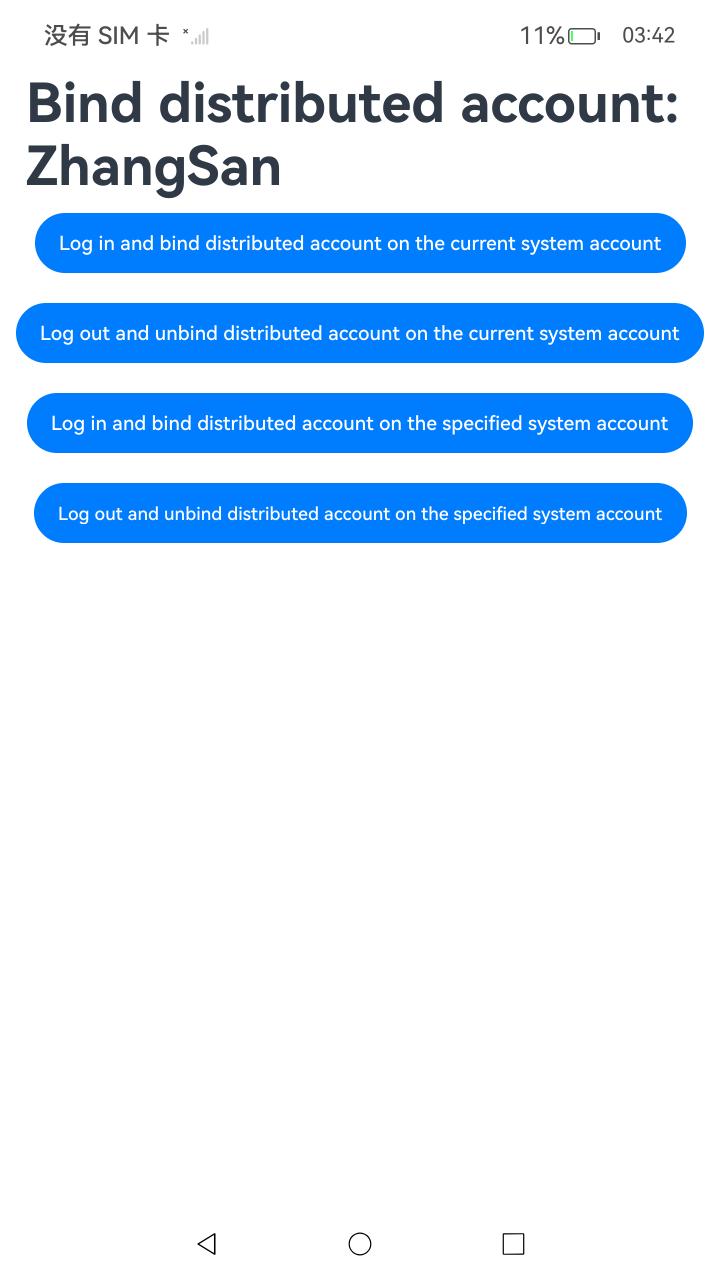 没有 SIM 卡 11% 03:42
Bind distributed account:
ZhangSan
Log in and bind distributed account on the current system account
Log out and unbind distributed account on the current system account
Log in and bind distributed account on the specified system account
Log out and unbind distributed account on the specified system account